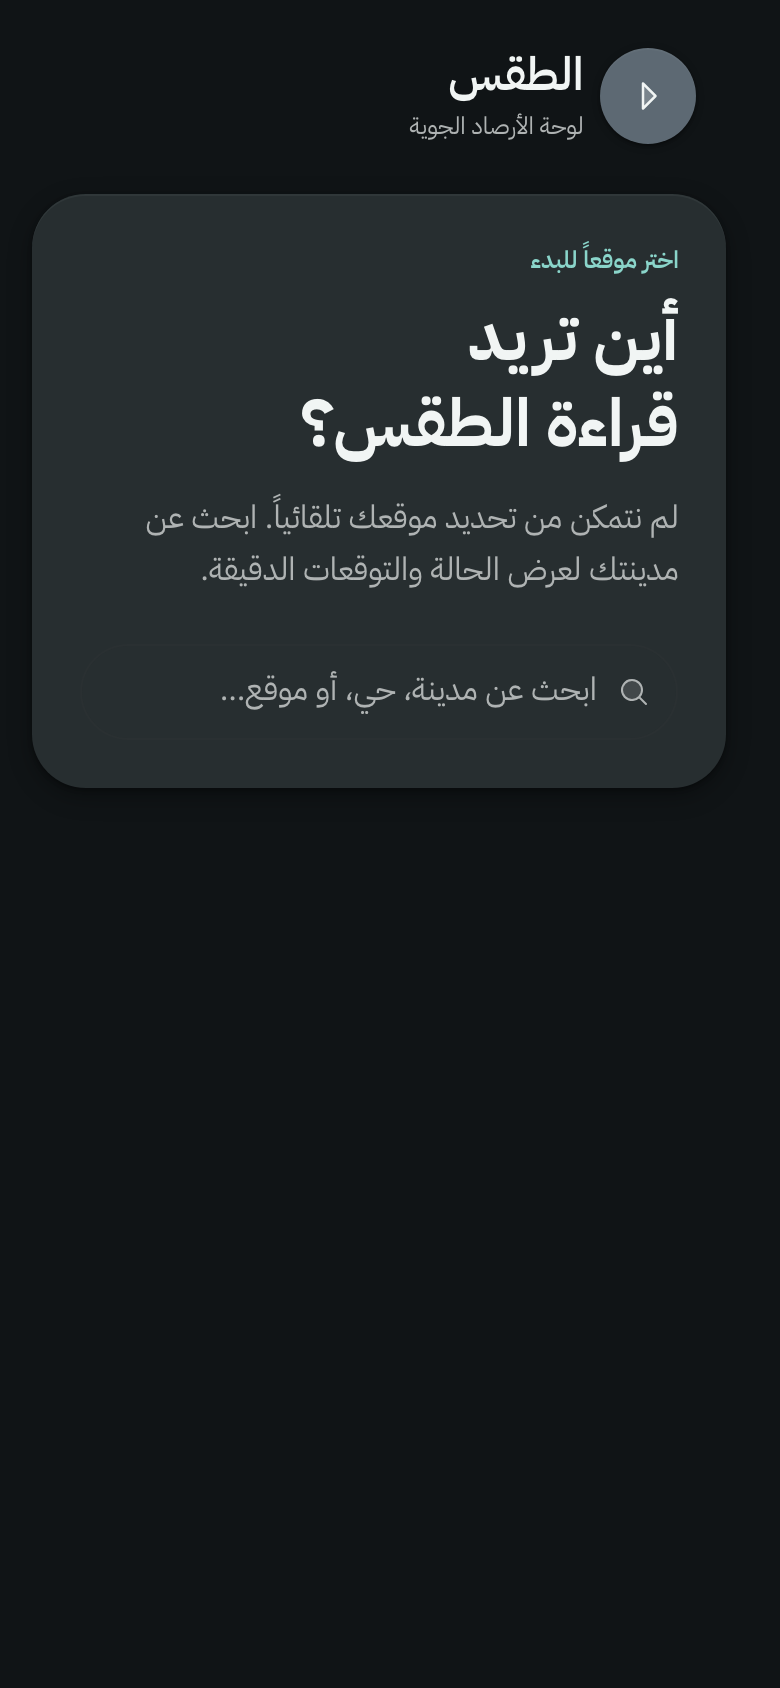 الطقس
لوحة الأرصاد الجوية
اختر موقعاً للبدء
أين تريد
قراءة الطقس؟
لم نتمكن من تحديد موقعك تلقائياً. ابحث عن
مدينتك لعرض الحالة والتوقعات الدقيقة.
ابحث عن مدينة، حي، أو موقع...